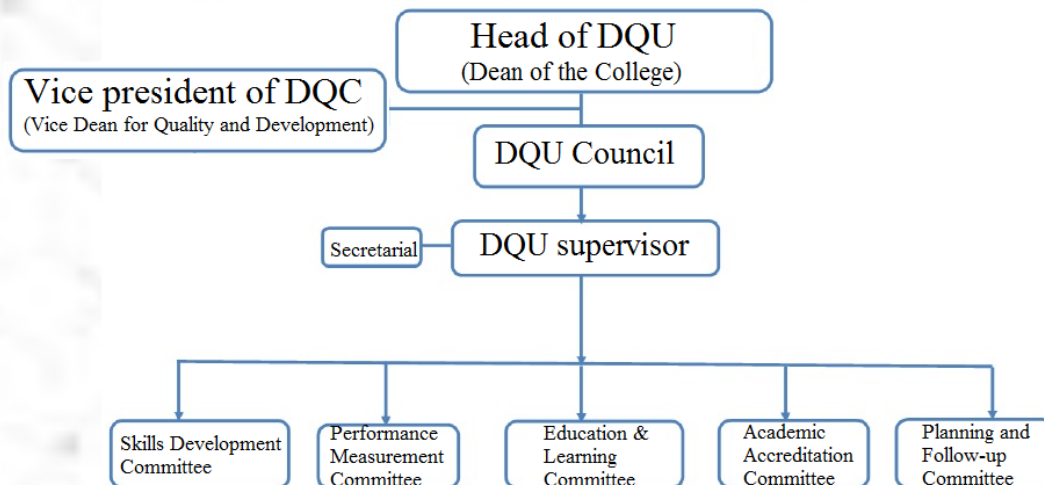 Head of DQU
(Dean of the College)
Vice president of DQC
(Vice Dean for Quality and Development)
DQU Council
Secretarial
DQU supervisor
Skills Development
Committee
Performance
Measurement
Committee
Education &
Learning
Committee
Academic
Accreditation
Committee
Planning and
Follow-up
Committee